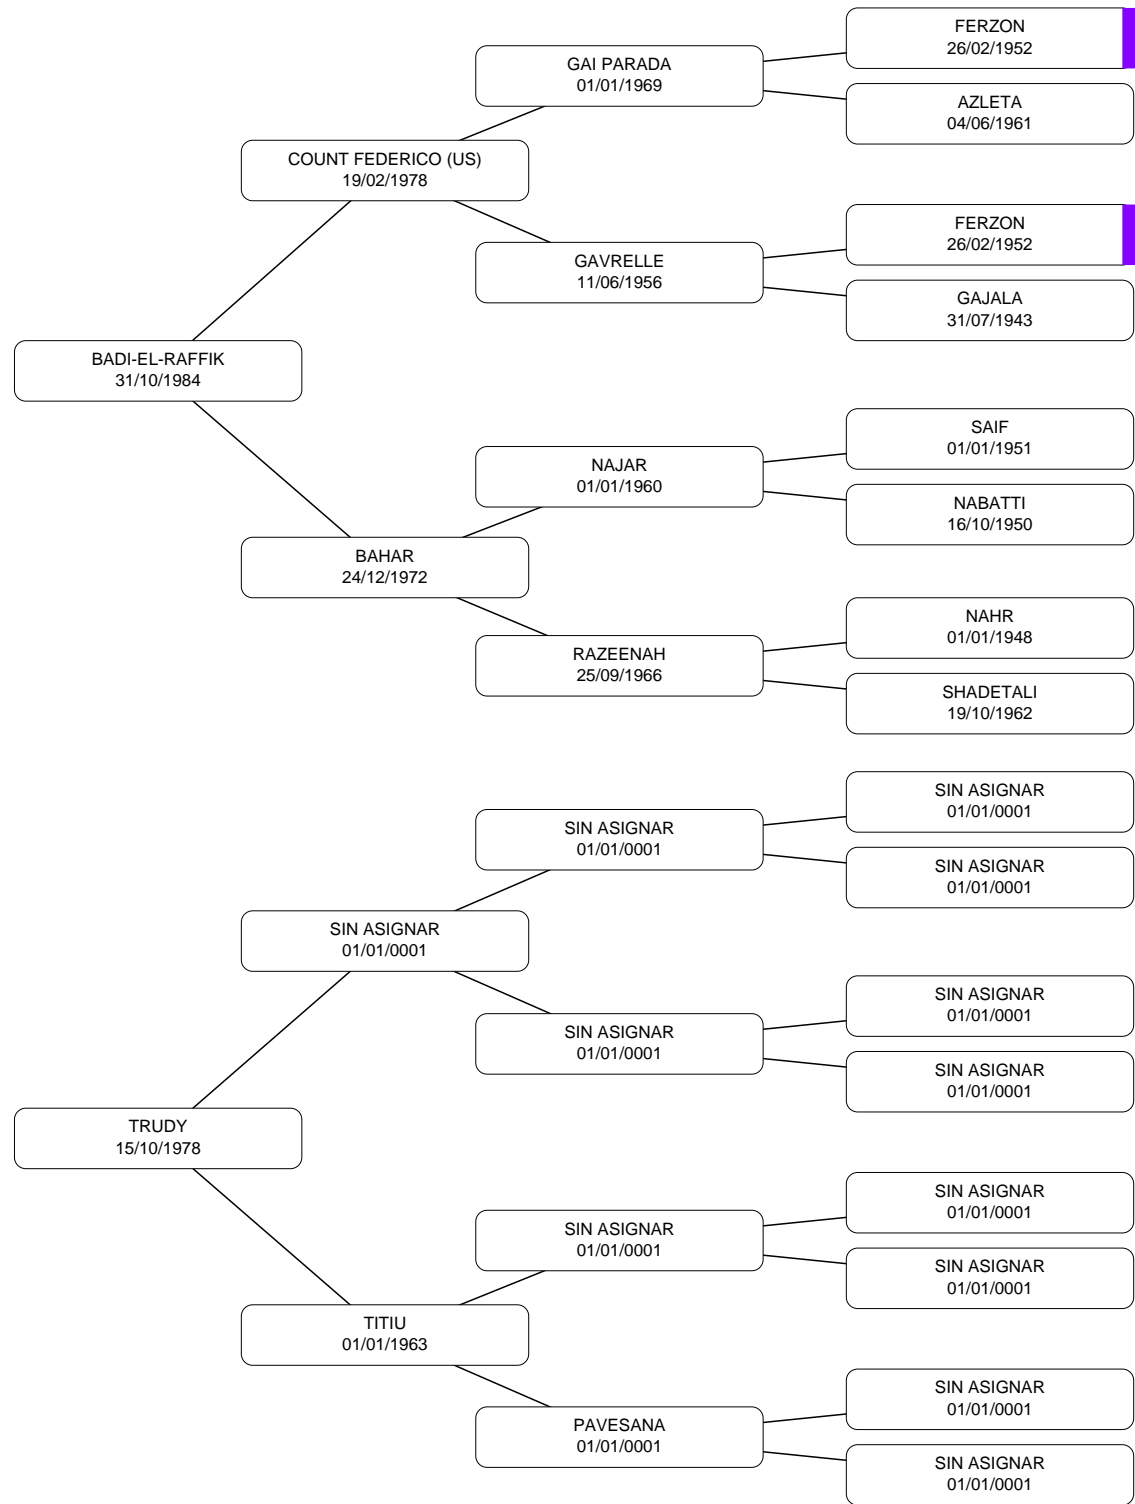 FERZON
26/02/1952
GAI PARADA
01/01/1969
AZLETA
04/06/1961
COUNT FEDERICO (US)
19/02/1978
FERZON
26/02/1952
GAVRELLE
11/06/1956
GAJALA
31/07/1943
BADI-EL-RAFFIK
31/10/1984
SAIF
01/01/1951
NAJAR
01/01/1960
NABATTI
16/10/1950
BAHAR
24/12/1972
NAHR
01/01/1948
RAZEENAH
25/09/1966
SHADETALI
19/10/1962
SIN ASIGNAR
01/01/0001
SIN ASIGNAR
01/01/0001
SIN ASIGNAR
01/01/0001
SIN ASIGNAR
01/01/0001
SIN ASIGNAR
01/01/0001
SIN ASIGNAR
01/01/0001
SIN ASIGNAR
01/01/0001
TRUDY
15/10/1978
SIN ASIGNAR
01/01/0001
SIN ASIGNAR
01/01/0001
SIN ASIGNAR
01/01/0001
TITIU
01/01/1963
SIN ASIGNAR
01/01/0001
PAVESANA
01/01/0001
SIN ASIGNAR
01/01/0001